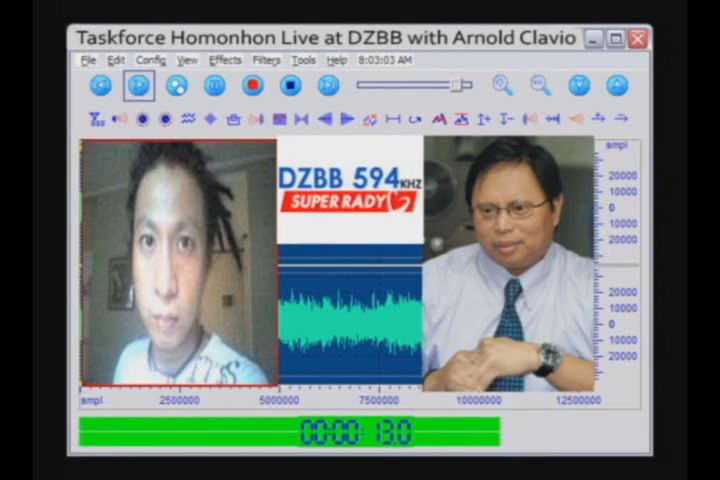 Taskforce Homonhon Live at DZBB with Arnold Clavio
File Edit Config View Effects Filters Tools Help 8:03:03 AM
DZBB 594 KHZ
SUPER RADYO
smpl
20000
10000
0
10000
20000
20000
10000
0
10000
20000
smpl 2500000 5000000 7500000 10000000 12500000
00:00: 13.0